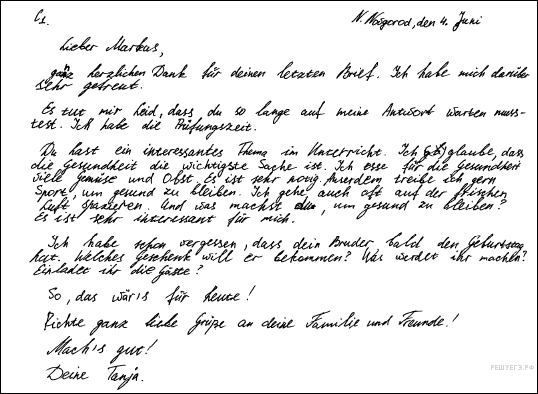 C1.
N. Nowgorod, den 4. Juni
Lieber Markus,
ganz herzlichen Dank für deinen letzten Brief. Ich habe mich darüber
sehr gefreut.
Es tut mir Leid, dass du so lange auf meine Antwort warten muss-
test. Ich habe die Prüfungszeit.
Du hast ein interessantes Thema in Unterricht. Ich glaube, dass
die Gesundheit die wichtigste Sache ist. Ich esse für die Gesundheit
viell Gemüse und Obst. Es ist sehr notig. Auserdem treibe ich gern
Sport, um gesund zu bleiben. Ich gehe auch oft auf der frischen
Luft spazieren. Und was machst du, um gesund zu bleiben?
Es ist sehr interessant für mich.
Ich habe schon vergessen, dass dein Bruder bald den Geburtstag
hat. Welches Geschenk will er bekommen? Was werdet ihr machen?
Einladet ihr die Gäste?
So, das wär's für heute!
Richte ganz liebe Grüße an deine Familie und Freunde!
Mach's gut!
Deine Tanja.
РЕШУЕГЭ.РФ